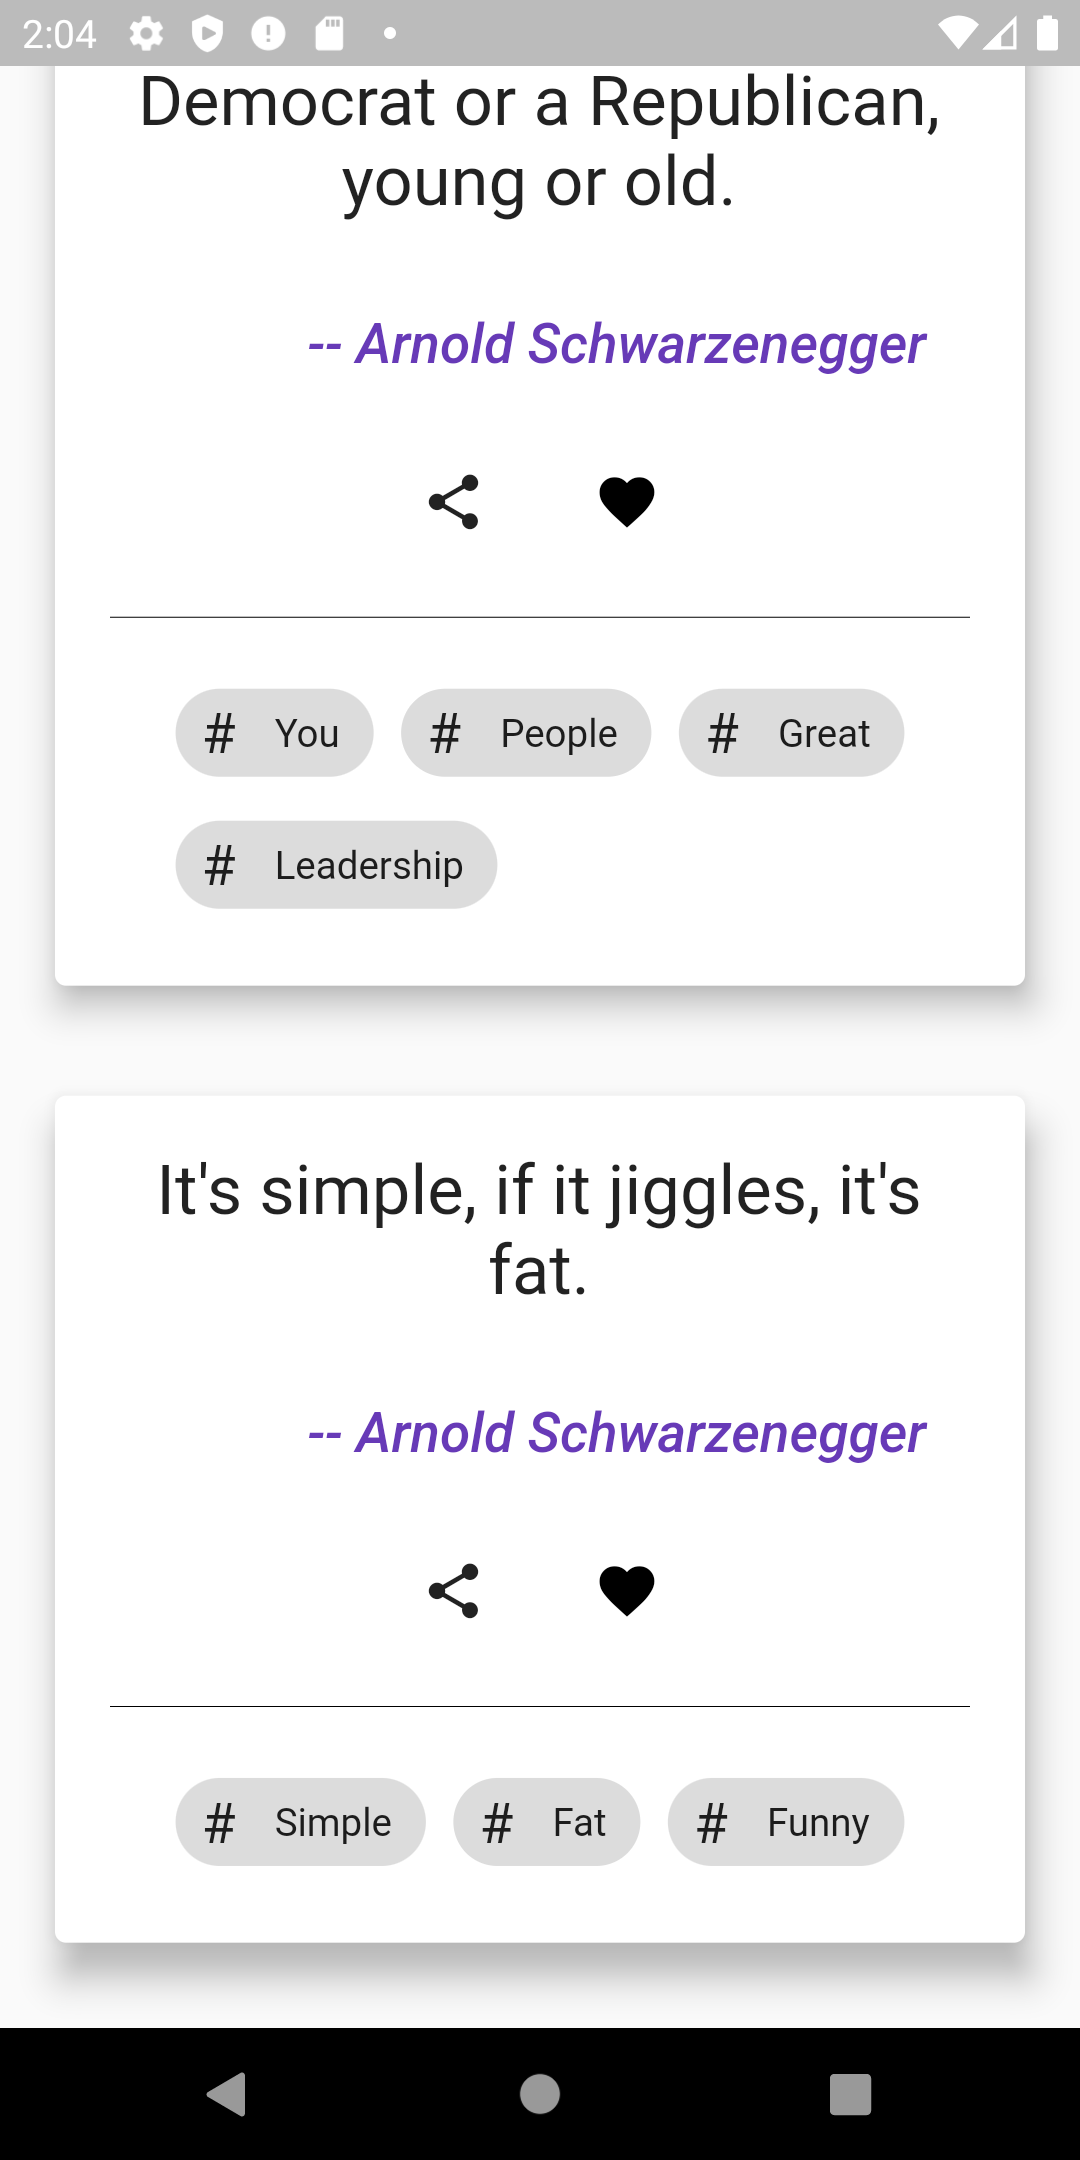 2:04
Democrat or a Republican,
young or old.
-- Arnold Schwarzenegger
# You # People # Great
# Leadership
It's simple, if it jiggles, it's
fat.
-- Arnold Schwarzenegger
# Simple # Fat # Funny